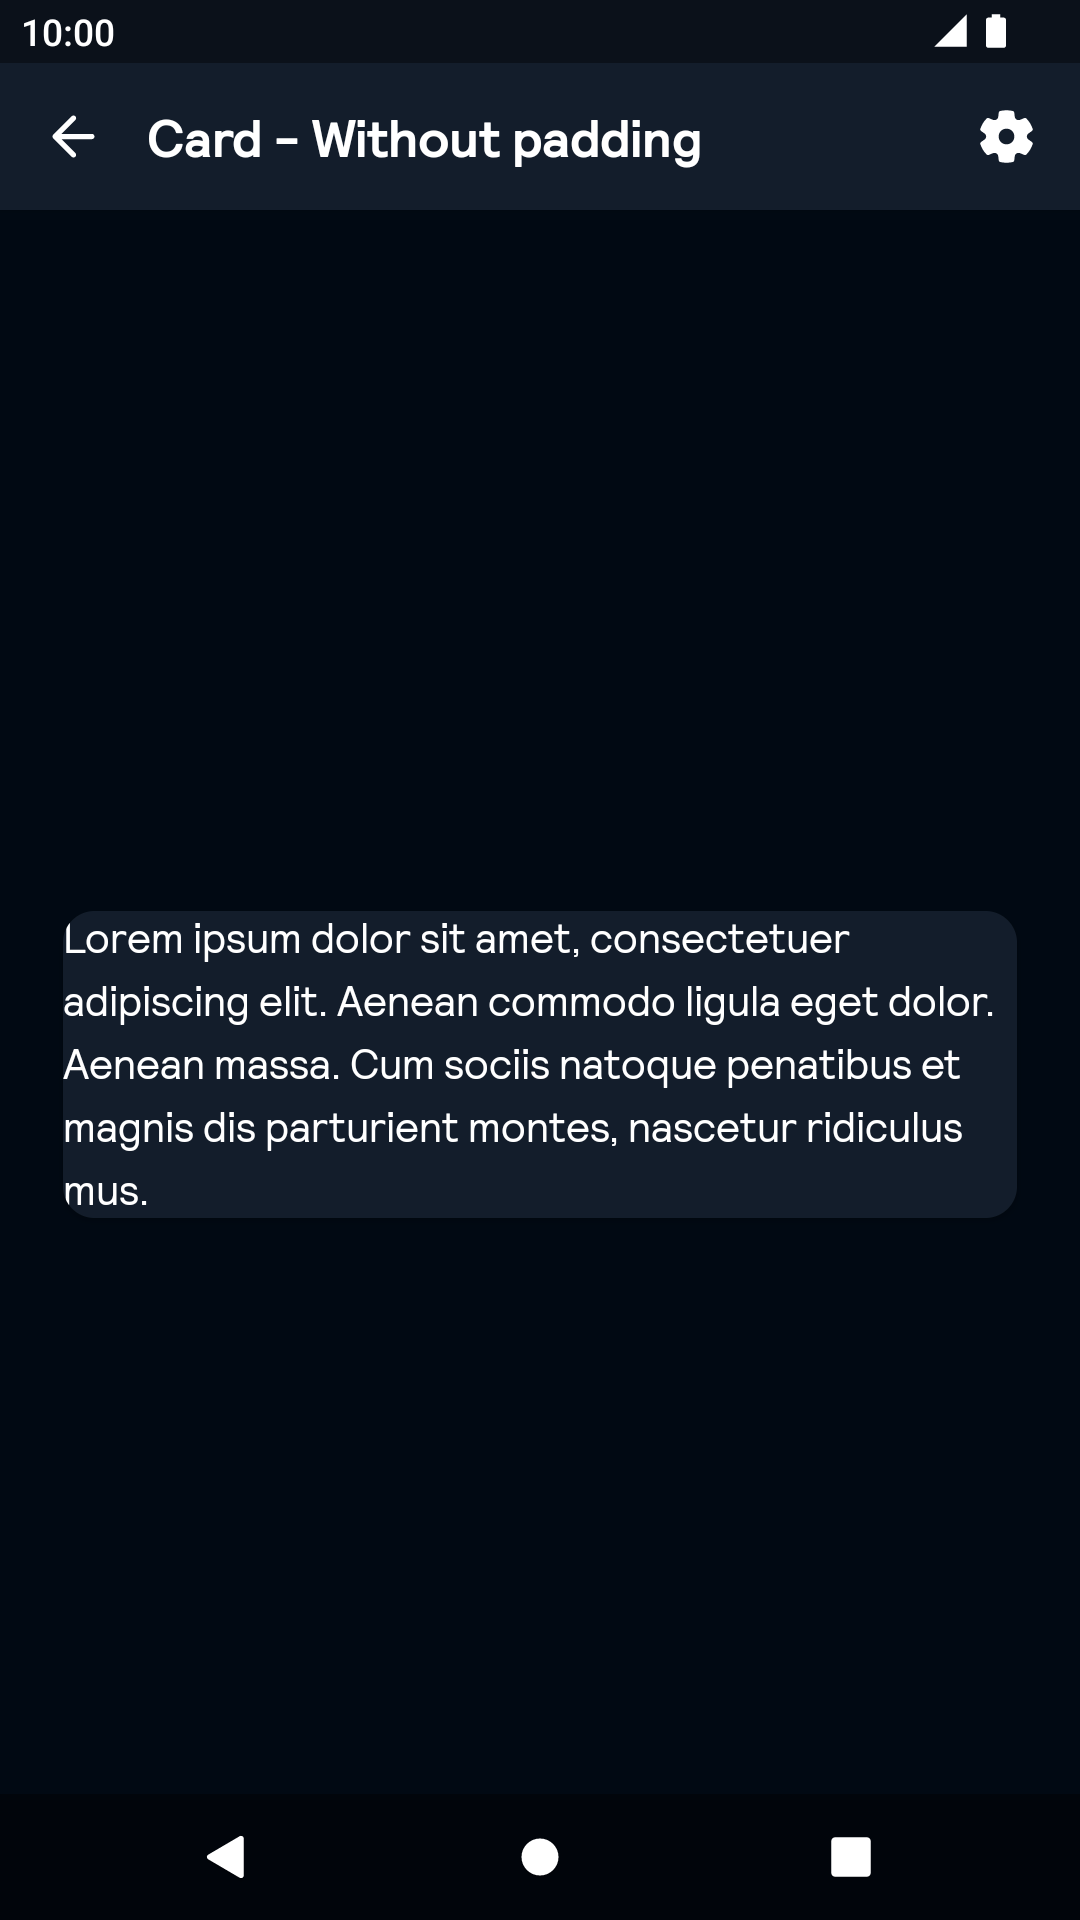 10:00
Card - Without padding
Lorem ipsum dolor sit amet, consectetuer
adipiscing elit. Aenean commodo ligula eget dolor.
Aenean massa. Cum sociis natoque penatibus et
magnis dis parturient montes, nascetur ridiculus
mus.